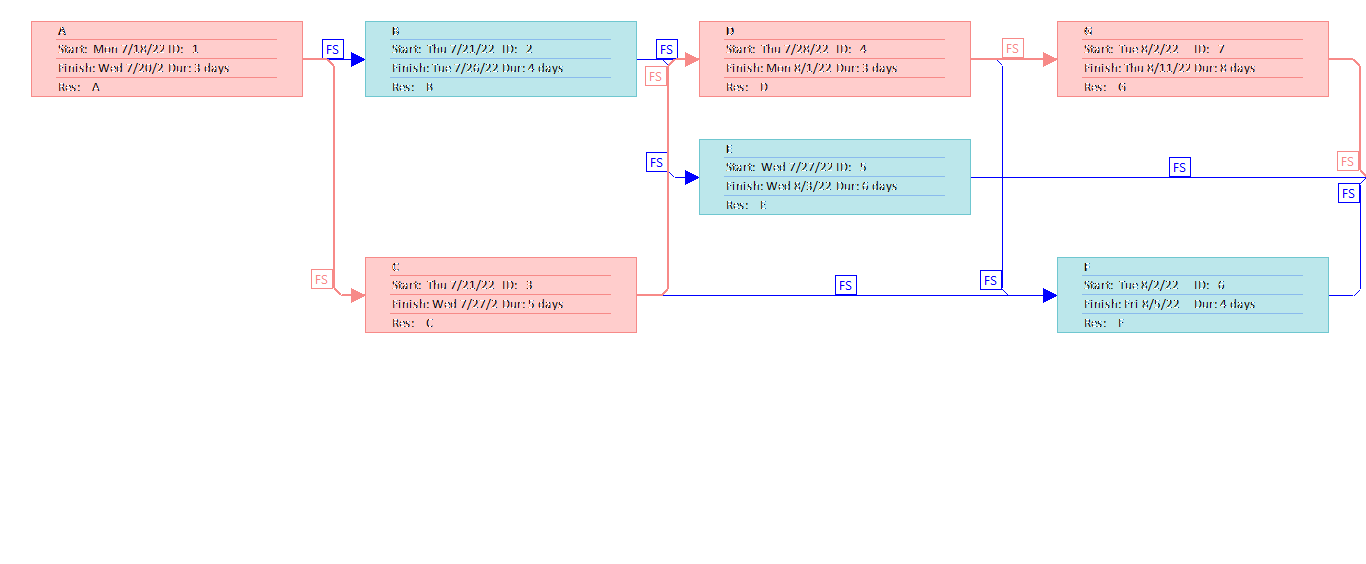 A
Start: Mon 7/18/22 ID: 1
Finish: Wed 7/20/2 Dur: 3 days
Res: A
FS
FS
B
Start: Thu 7/21/22 ID: 2
Finish: Tue 7/26/22 Dur: 4 days
Res: B
C
Start: Thu 7/21/22 ID: 3
Finish: Wed 7/27/2 Dur: 5 days
Res: C
FS
FS
FS
D
Start: Thu 7/28/22 ID: 4
Finish: Mon 8/1/22 Dur: 3 days
Res: D
E
Start: Wed 7/27/22 ID: 5
Finish: Wed 8/3/22 Dur: 6 days
Res: E
FS
FS
FS
FS
G
Start: Tue 8/2/22 ID: 7
Finish: Thu 8/11/22 Dur: 8 days
Res: G
F
Start: Tue 8/2/22 ID: 6
Finish: Fri 8/5/22 Dur: 4 days
Res: F
FS
FS